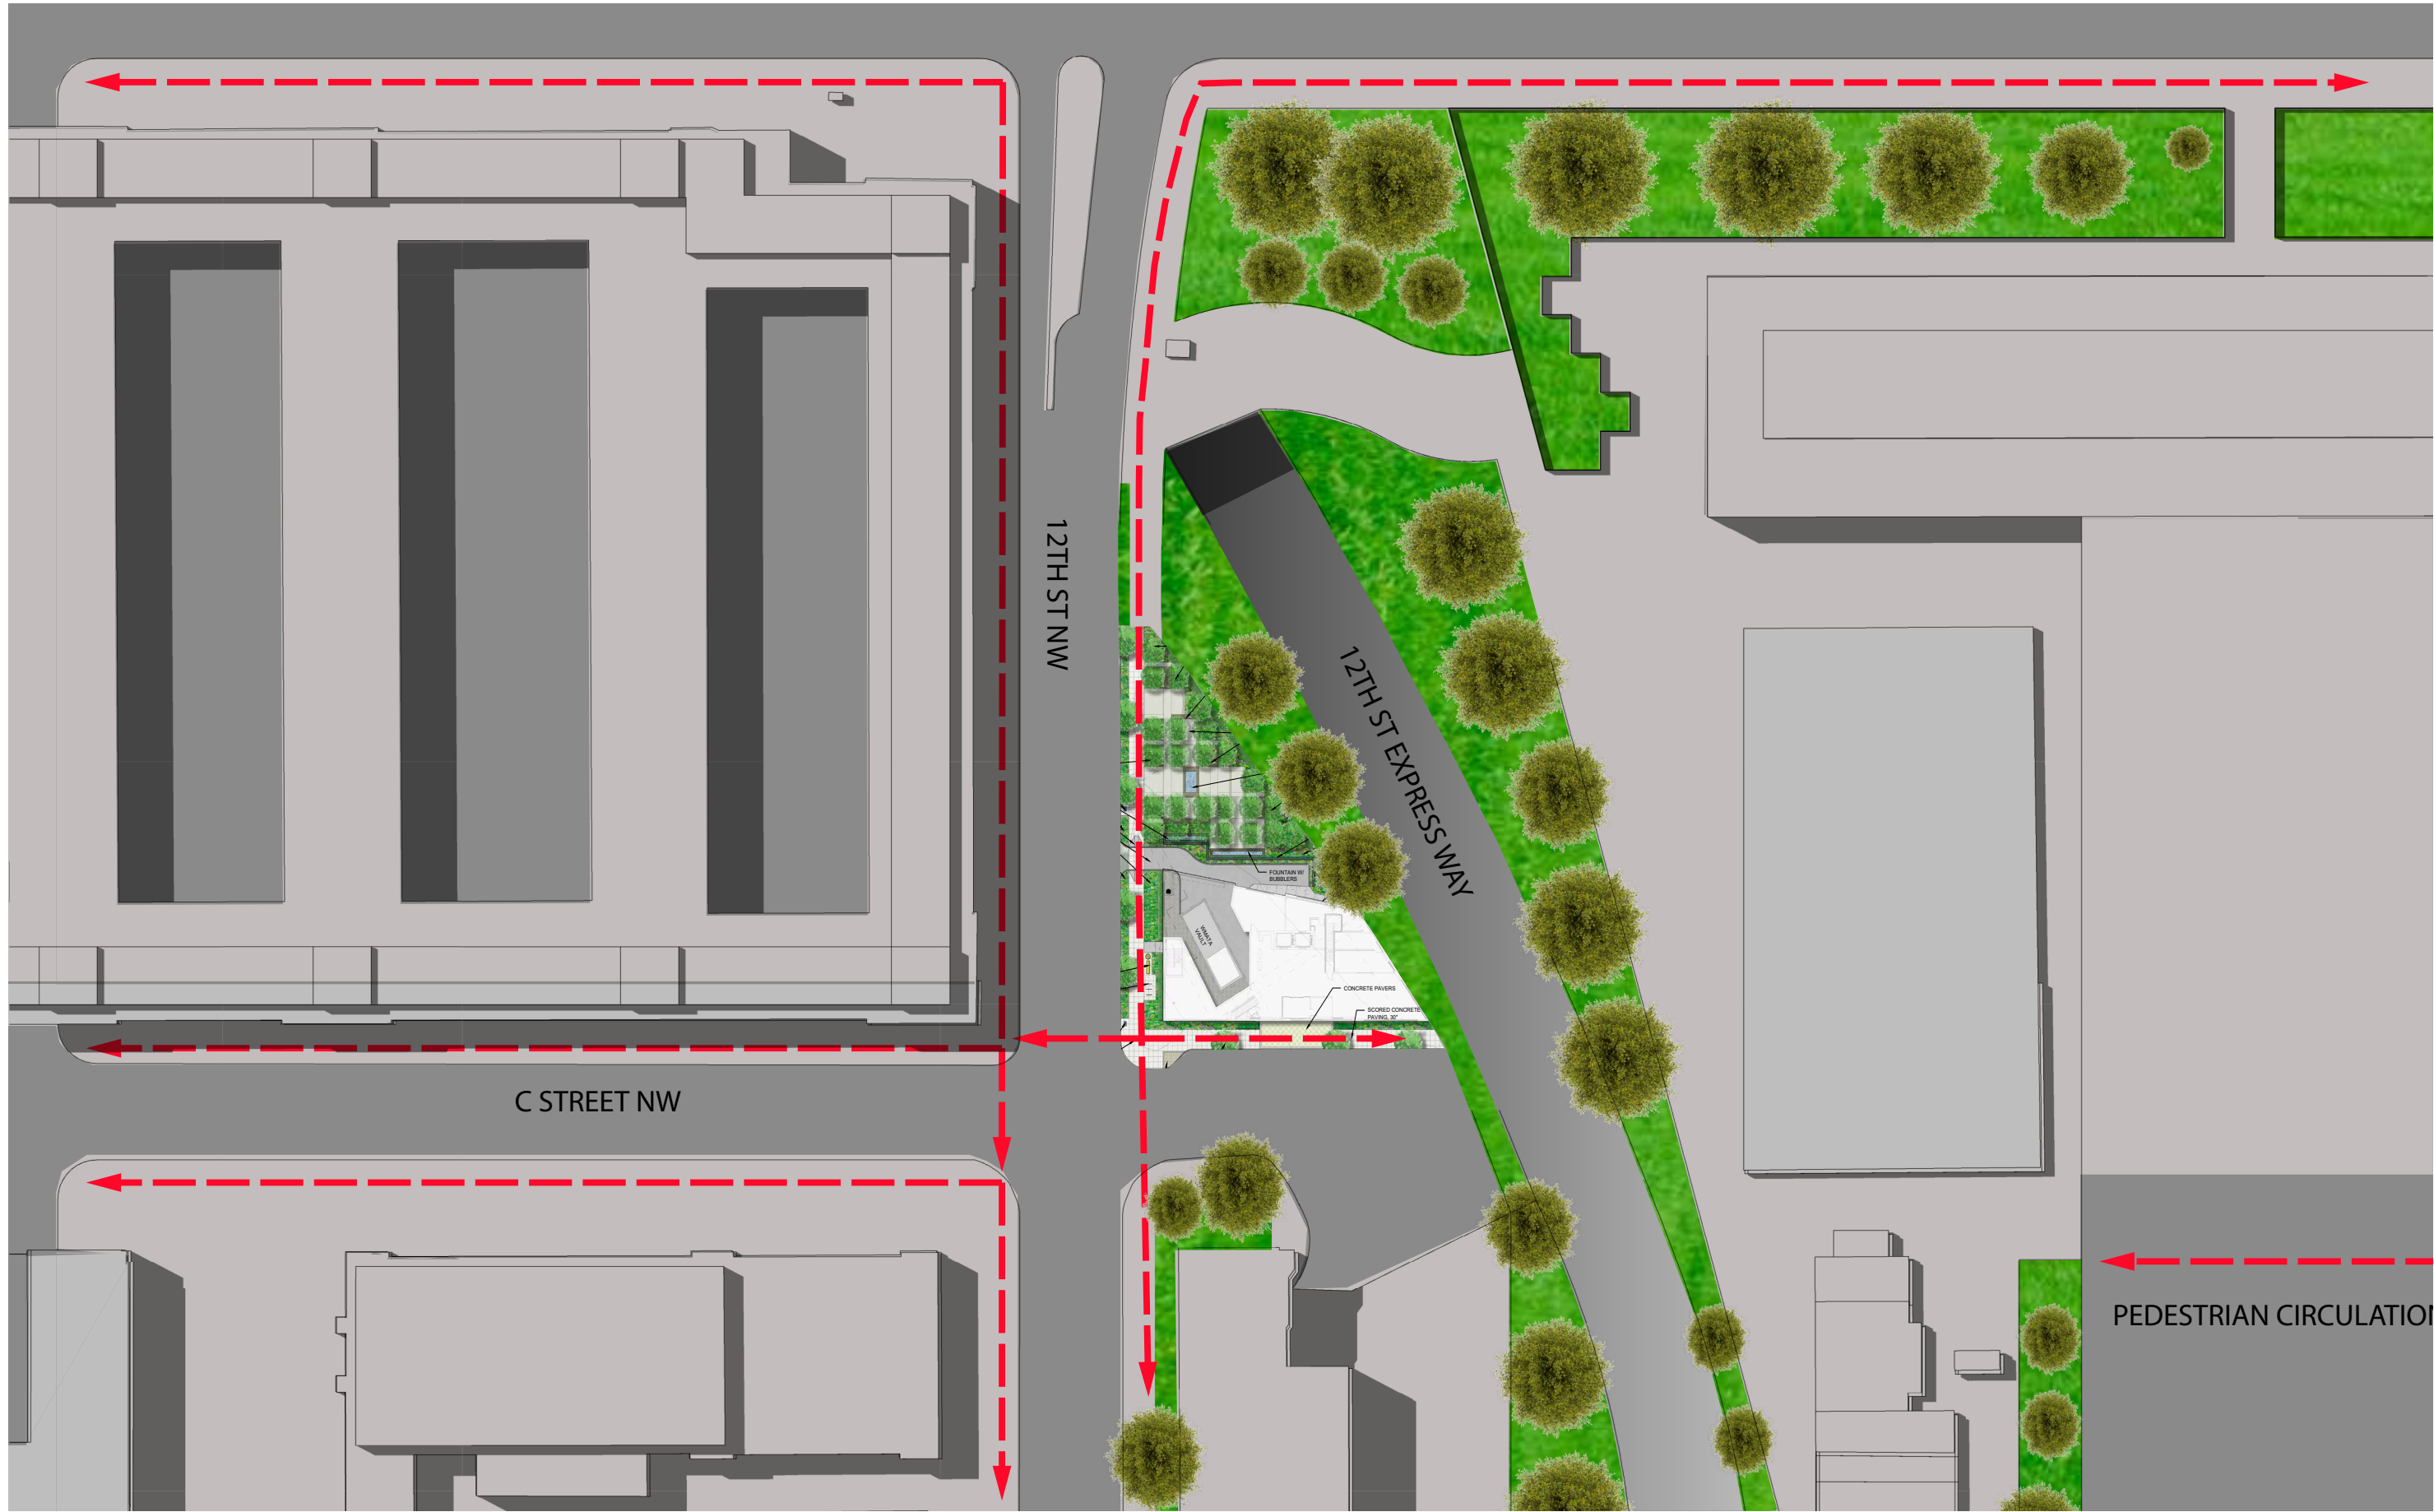 12TH ST NW
12TH ST EXPRESS WAY
FOUNTAIN W/
BUBBLERS
WMATA
VAULT
CONCRETE PAVERS
SCORED CONCRETE
PAVING, 30"
C STREET NW
PEDESTRIAN CIRCULATION